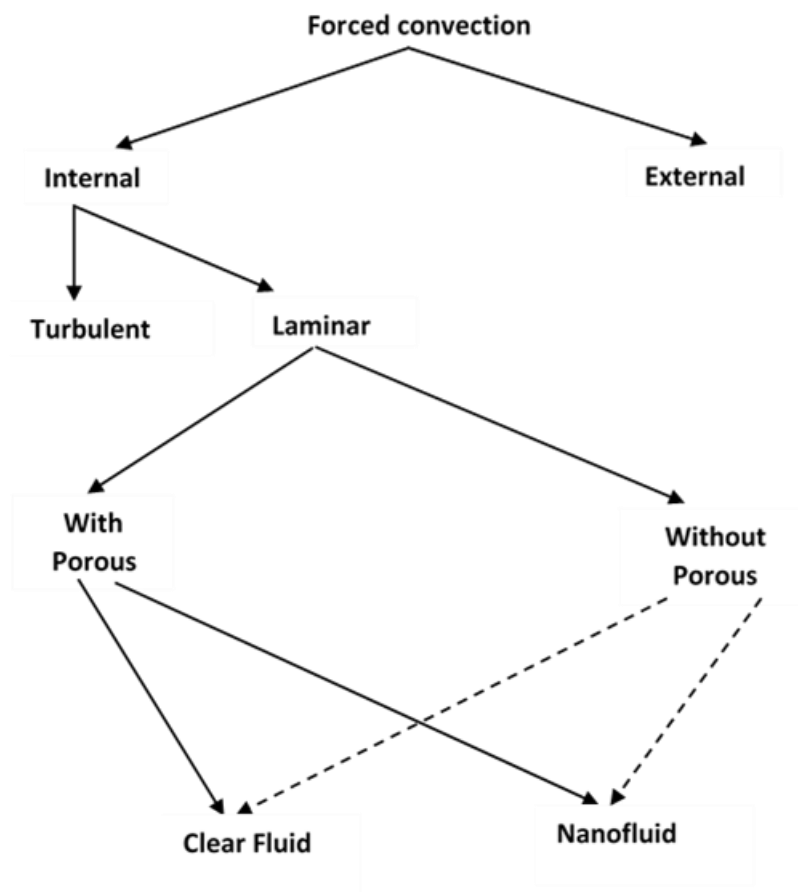 Forced convection
Internal
External
Turbulent
Laminar
With
Porous
Without
Porous
Clear Fluid
Nanofluid